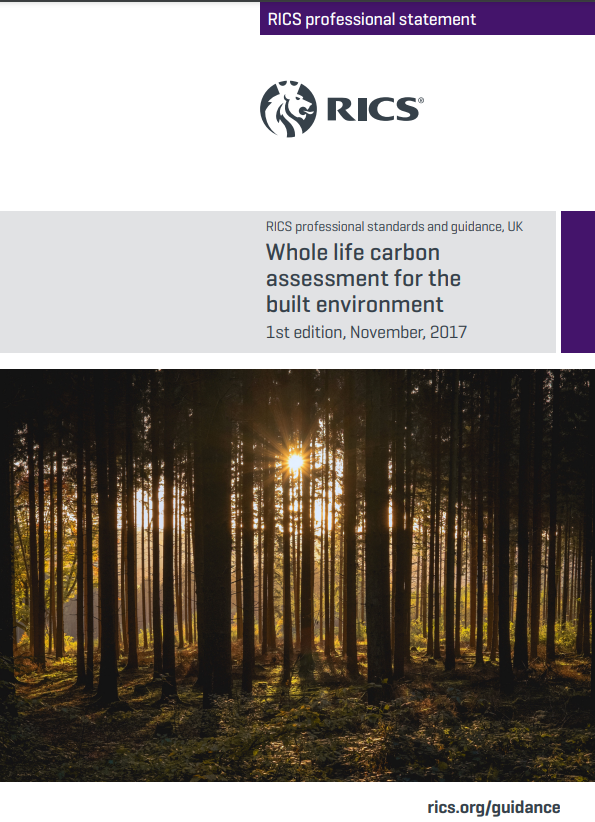 RICS professional statement
RICS®
RICS professional standards and guidance, UK
Whole life carbon
assessment for the
built environment
1st edition, November, 2017
rics.org/guidance